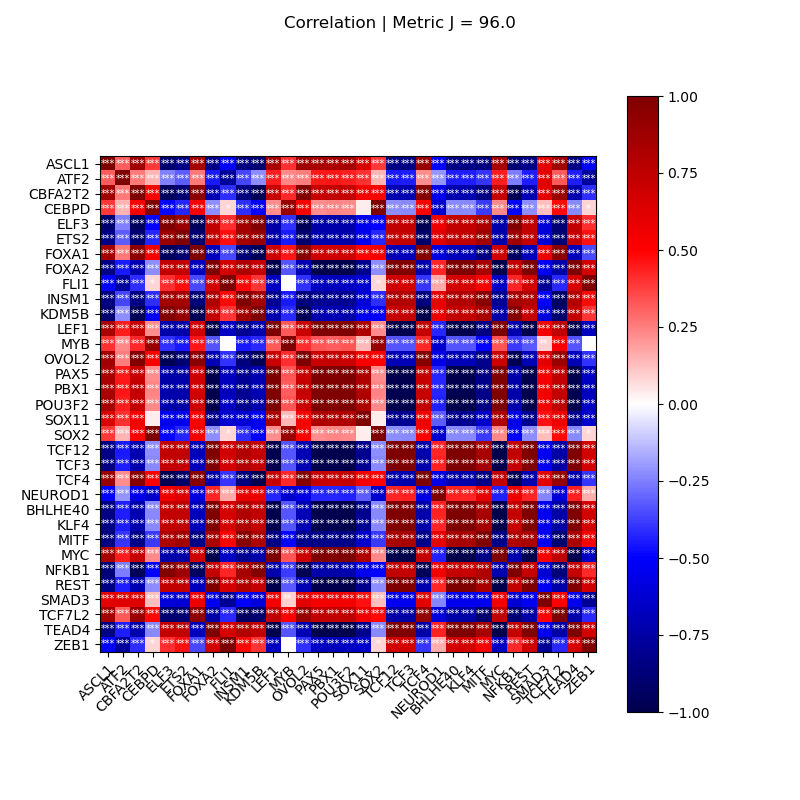 Correlation | Metric J = 96.0
ASCL1
ATF2
CBFA2T2
CEBPD
ELF3
ETS2
FOXA1
FOXA2
FLI1
INSM1
KDM5B
LEF1
MYB
OVOL2
PAX5
PBX1
POU3F2
SOX11
SOX2
TCF12
TCF3
TCF4
NEUROD1
BHLHE40
KLF4
MITF
MYC
NFKB1
REST
SMAD3
TCF7L2
TEAD4
ZEB1
ASCL1
ATF2
CBFA2T2
CEBPD
ELF3
ETS2
FOXA1
FOXA2
FLI1
INSM1
KDM5B
LEF1
MYB
OVOL2
PAX5
PBX1
POU3F2
SOX11
SOX2
TCF12
TCF3
TCF4
NEUROD1
BHLHE40
KLF4
MITF
MYC
NFKB1
REST
SMAD3
TCF7L2
TEAD4
ZEB1
1.00
0.75
0.50
0.25
0.00
−0.25
−0.50
−0.75
−1.00